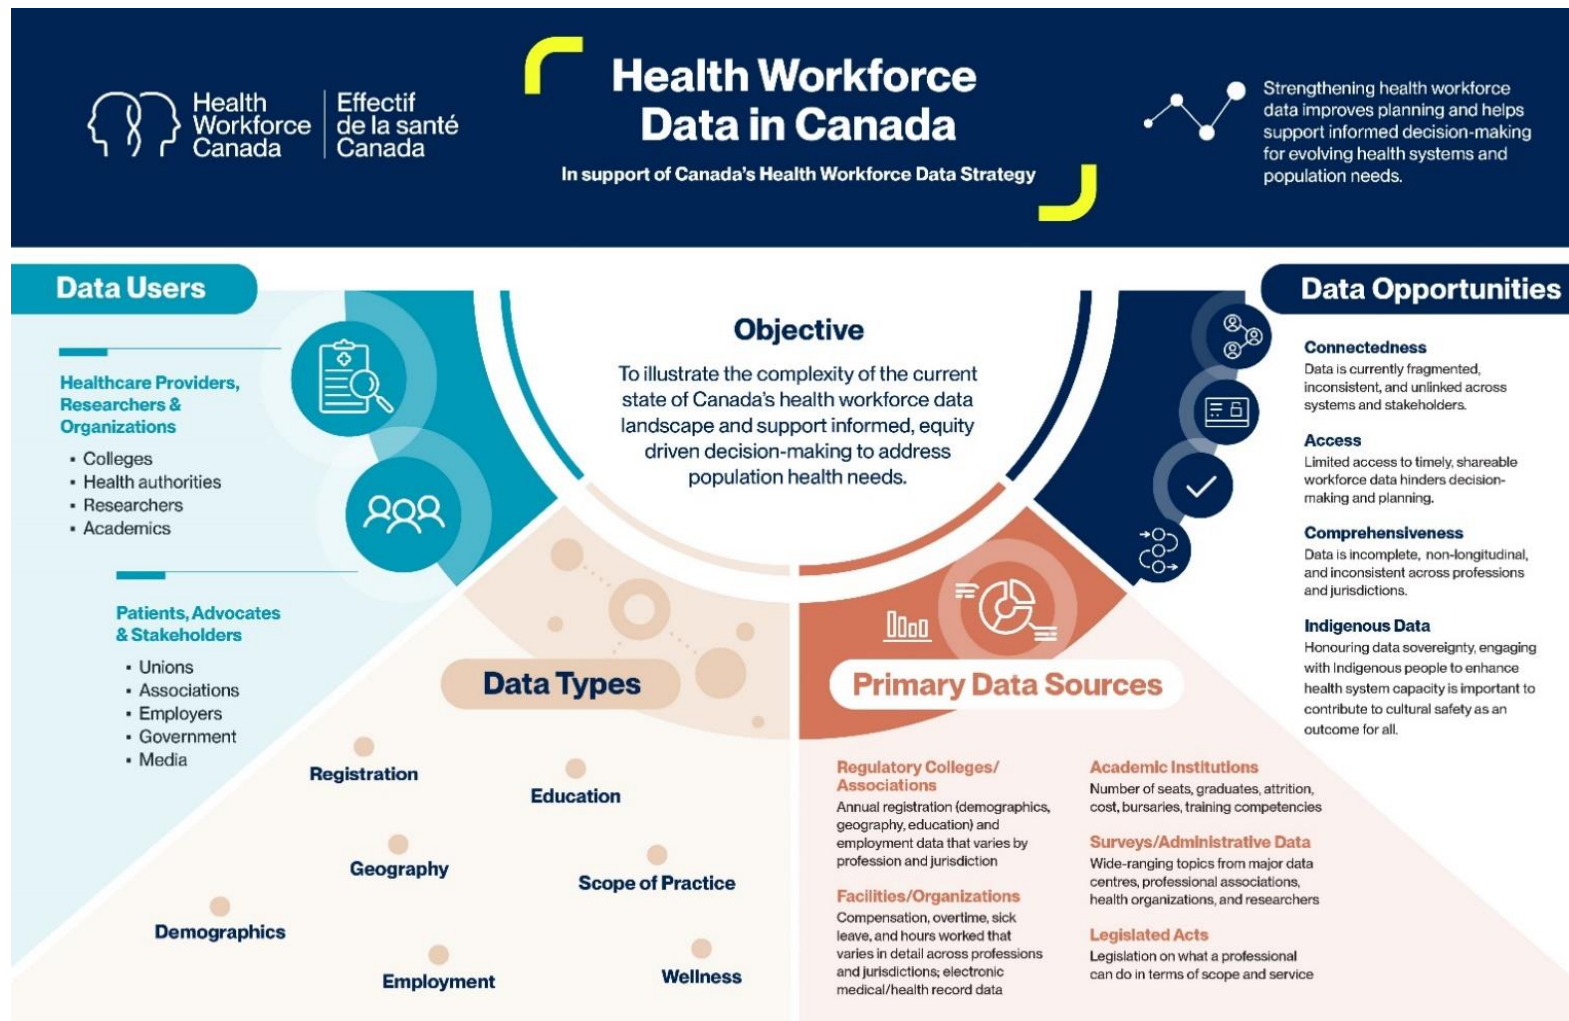 Health
Workforce
Canada
Effectif
de la santé
Canada
Health Workforce
Data in Canada
In support of Canada's Health Workforce Data Strategy
Strengthening health workforce
data improves planning and helps
support informed decision-making
for evolving health systems and
population needs.
Data Users
Healthcare Providers,
Researchers &
Organizations
▪ Colleges
▪ Health authorities
▪ Researchers
▪ Academics
Patients, Advocates
& Stakeholders
▪ Unions
▪ Associations
▪ Employers
▪ Government
▪ Media
Objective
To illustrate the complexity of the current
state of Canada's health workforce data
landscape and support informed, equity
driven decision-making to address
population health needs.
Data Types
Registration
Education
Geography
Scope of Practice
Demographics
Employment
Wellness
Primary Data Sources
Regulatory Colleges/
Associations
Annual registration (demographics,
geography, education) and
employment data that varies by
profession and jurisdiction
Facilities/Organizations
Compensation, overtime, sick
leave, and hours worked that
varies in detail across professions
and jurisdictions; electronic
medical/health record data
Academic Institutions
Number of seats, graduates, attrition,
cost, bursaries, training competencies
Surveys/Administrative Data
Wide-ranging topics from major data
centres, professional associations,
health organizations, and researchers
Legislated Acts
Legislation on what a professional
can do in terms of scope and service
Data Opportunities
Connectedness
Data is currently fragmented,
inconsistent, and unlinked across
systems and stakeholders.
Access
Limited access to timely, shareable
workforce data hinders decision-
making and planning.
Comprehensiveness
Data is incomplete, non-longitudinal,
and inconsistent across professions
and jurisdictions.
Indigenous Data
Honouring data sovereignty, engaging
with Indigenous people to enhance
health system capacity is important to
contribute to cultural safety as an
outcome for all.